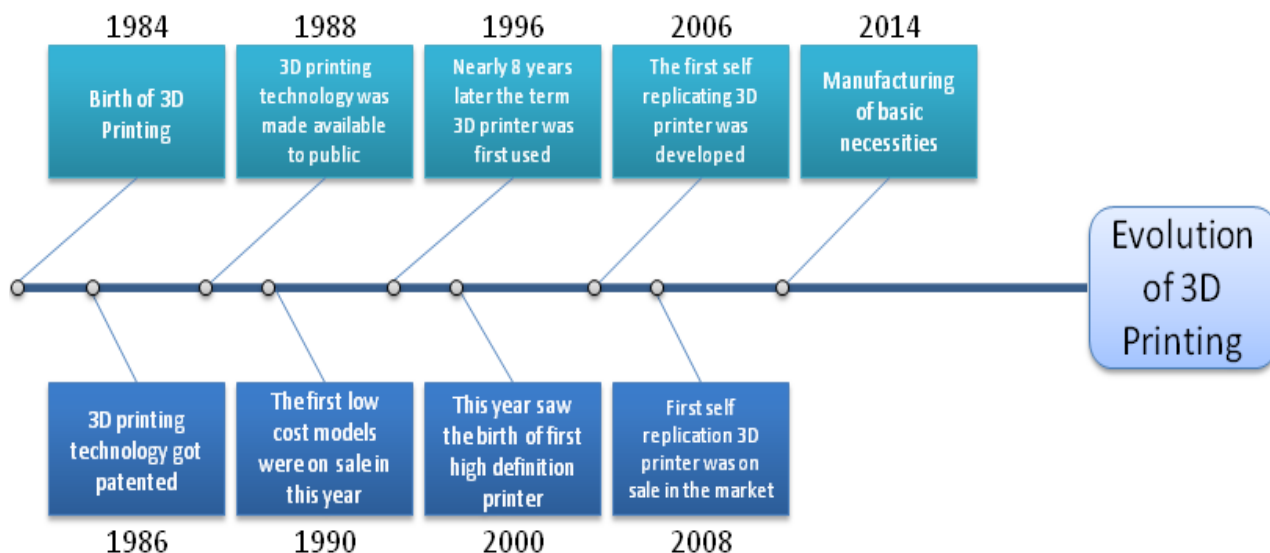 1984
Birth of 3D
Printing
1988
3D printing
technology was
made available
to public
1996
Nearly 8 years
later the term
3D printer was
first used
2006
The first self
replicating 3D
printer was
developed
2014
Manufacturing
of basic
necessities
Evolution
of 3D
Printing
3D printing
technology got
patented
1986
The first low
cost models
were on sale in
this year
1990
This year saw
the birth of first
high definition
printer
2000
First self
replication 3D
printer was on
sale in the market
2008